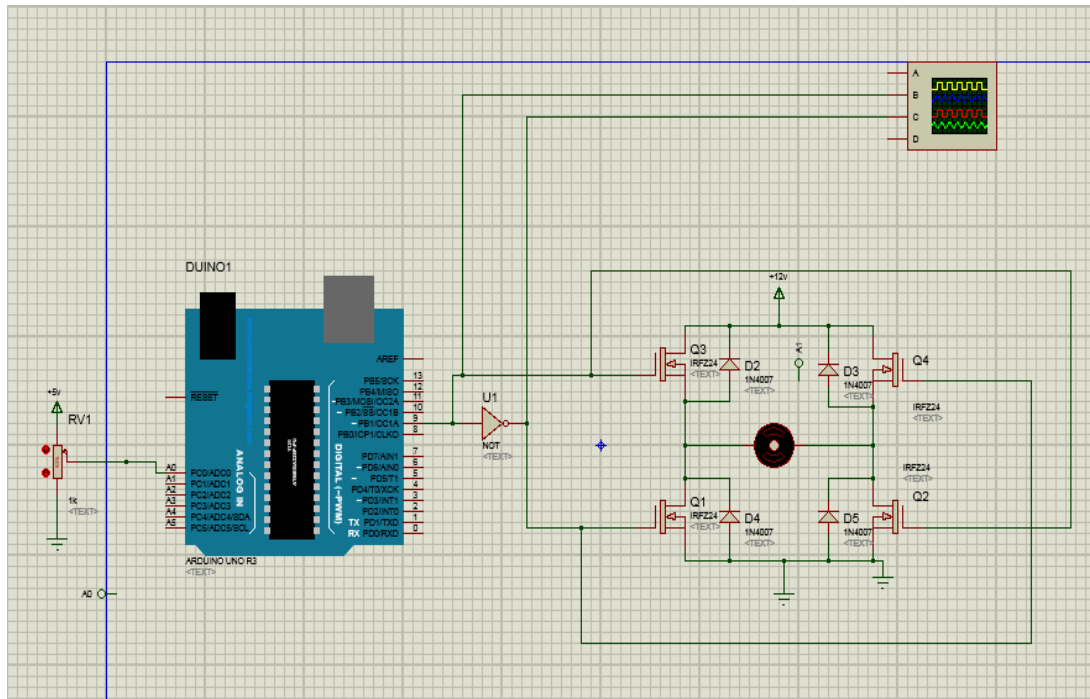 A
B
C
D
DUINO1
+12v
A1
Q3
IRFZ24
<TEXT>
D2
1N4007
<TEXT>
D3
1N4007
<TEXT>
Q4
IRFZ24
<TEXT>
AREF
13
PB5/SCK
12
PB4/MISO
11
~PB3/MOSI/OC2A
10
~PB2/SS/OC1B
9
~PB1/OC1A
8
PB0/ICP1/CLKO
RESET
+5v
RV1
1k
<TEXT>
U1
NOT
<TEXT>
ANALOG IN
DIGITAL (~PWM)
7
PD7/AIN1
6
~PD6/AIN0
5
~PD5/T1
4
PD4/T0/XCK
3
~PD3/INT1
2
PD2/INT0
1
TX PD1/TXD
0
RX PD0/RXD
A0
PC0/ADC0
A1
PC1/ADC1
A2
PC2/ADC2
A3
PC3/ADC3
A4
PC4/ADC4/SDA
A5
PC5/ADC5/SCL
ARDUINO UNO R3
<TEXT>
Q1
IRFZ24
<TEXT>
D4
1N4007
<TEXT>
D5
1N4007
<TEXT>
IRFZ24
<TEXT>
Q2
A0